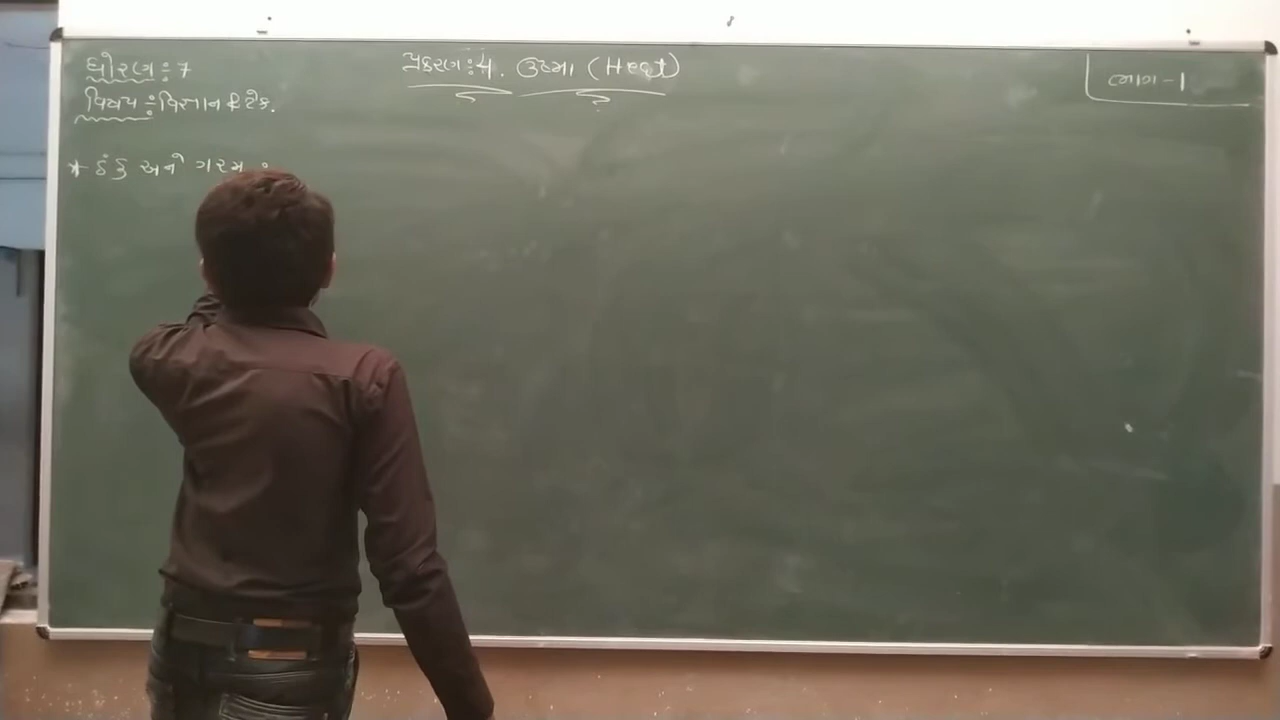 ધોરણઃ 7
પ્રકરણઃ 4. ઉષ્મા (Heat)
ભાગ-1
વિષય : વિજ્ઞાન
* ઠંડુ અને ગરમ :